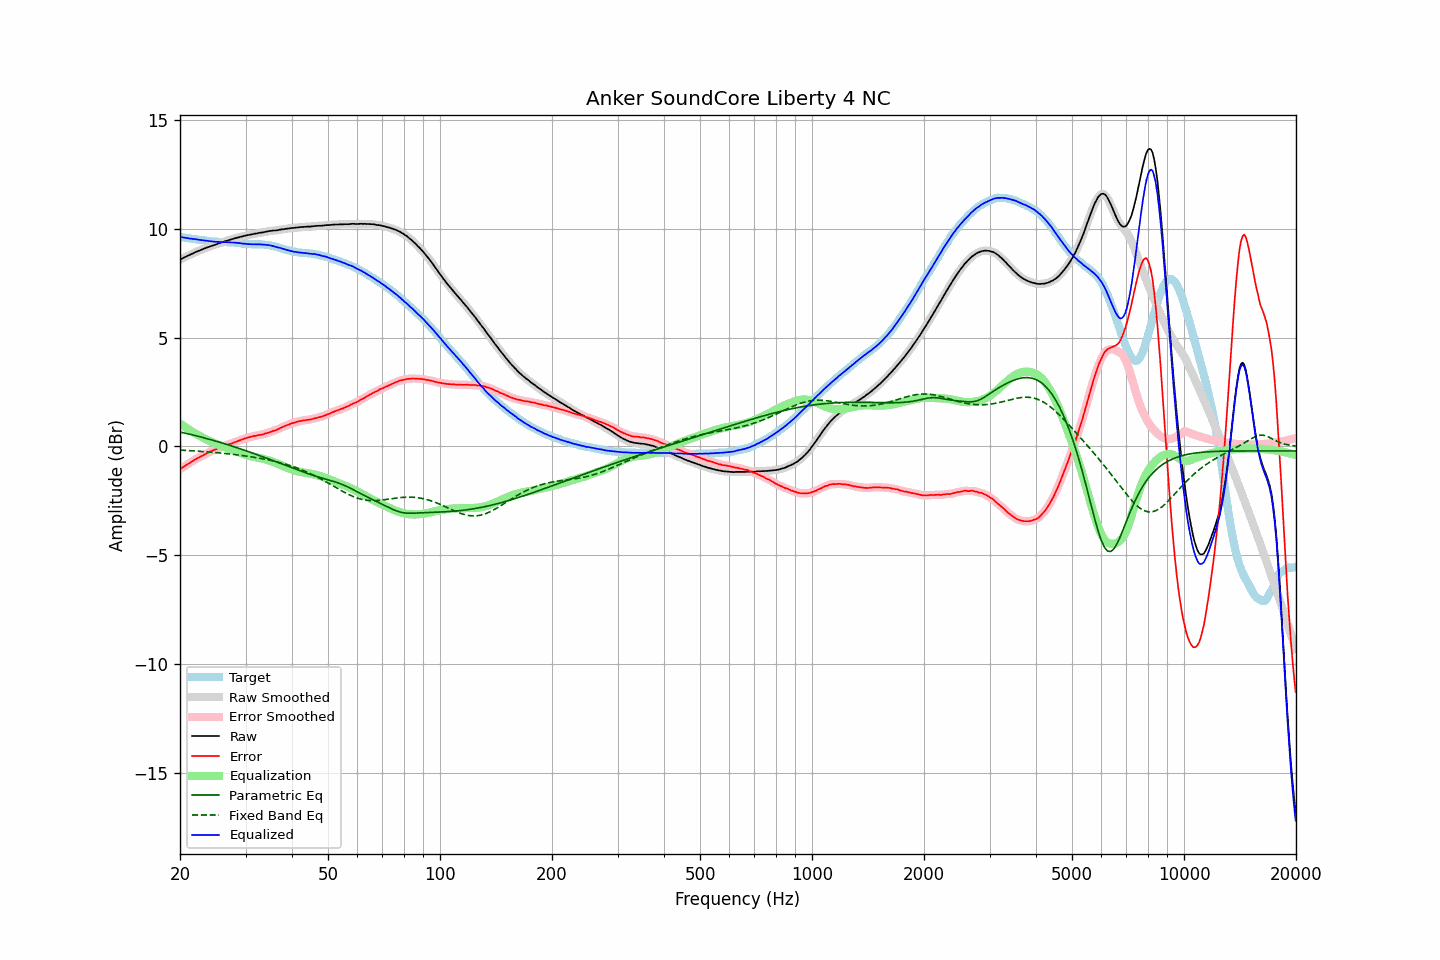 Anker SoundCore Liberty 4 NC
15
10
5
0
−5
−10
−15
Amplitude (dBr)
Target
Raw Smoothed
Error Smoothed
Raw
Error
Equalization
Parametric Eq
Fixed Band Eq
Equalized
20 50 100 200 500 1000 2000 5000 10000 20000
Frequency (Hz)